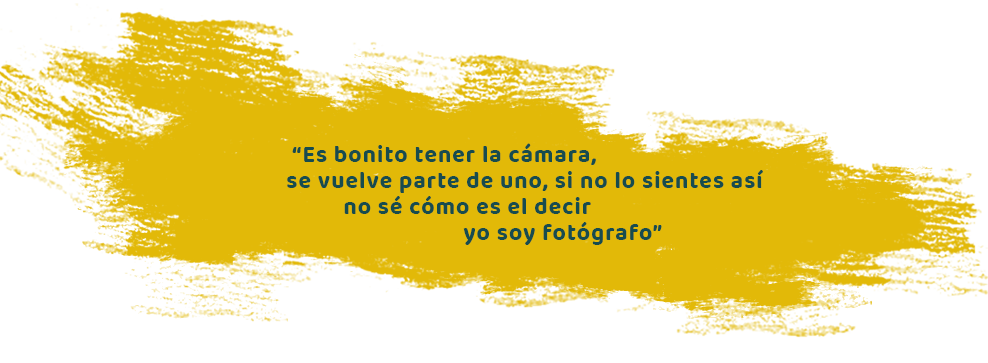 “Es bonito tener la cámara,
se vuelve parte de uno, si no lo sientes así
no sé cómo es el decir
yo soy fotógrafo”